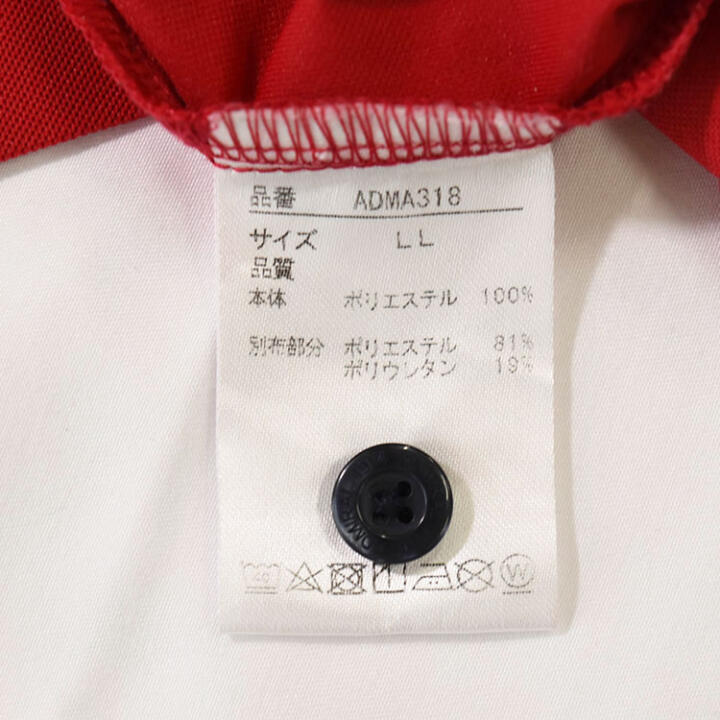 品番 ADMA318
サイズ LL
品質
本体 ポリエステル 100%
別布部分 ポリエステル 81%
ポリウレタン 19%
40
W